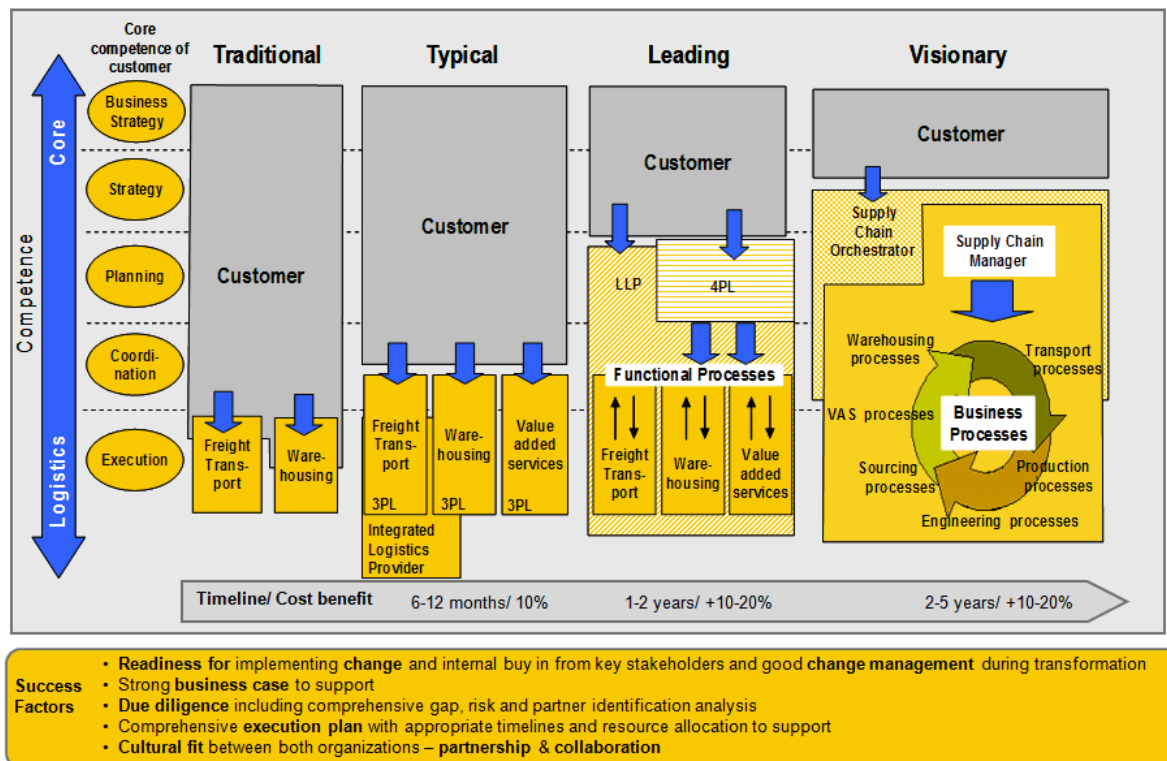 Core
competence of
customer
Traditional
Typical
Leading
Visionary
Competence
Core
Logistics
Business
Strategy
Strategy
Planning
Coordi-
nation
Execution
Customer
Freight
Trans-
port
Ware-
housing
Customer
Freight
Trans-
port
3PL
Ware-
housing
3PL
Value
added
services
3PL
Integrated
Logistics
Provider
Customer
LLP
4PL
Functional Processes
Freight
Trans-
port
Ware-
housing
Value
added
services
Customer
Supply
Chain
Orchestrator
Supply Chain
Manager
Warehousing
processes
Transport
processes
VAS processes
Business
Processes
Sourcing
processes
Production
processes
Engineering processes
Timeline/ Cost benefit
6-12 months/ 10%
1-2 years/ +10-20%
2-5 years/ +10-20%
Success
Factors
• Readiness for implementing change and internal buy in from key stakeholders and good change management during transformation
• Strong business case to support
• Due diligence including comprehensive gap, risk and partner identification analysis
• Comprehensive execution plan with appropriate timelines and resource allocation to support
• Cultural fit between both organizations – partnership & collaboration